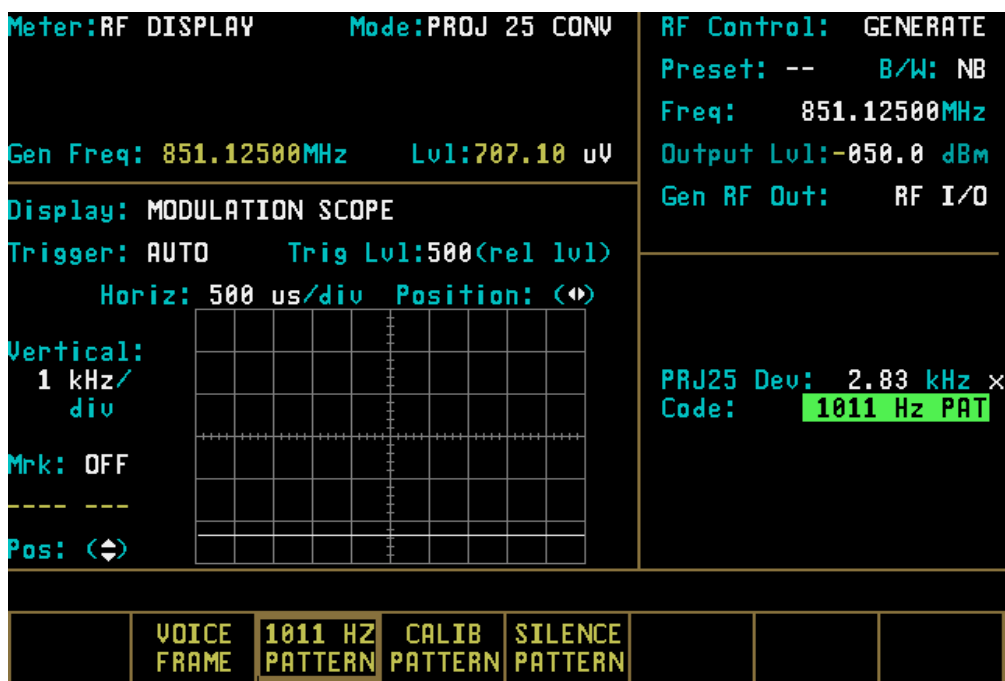 Meter:RF DISPLAY Mode:PROJ 25 CONV
Gen Freq: 851.12500MHz Lvl:707.10 uV
RF Control: GENERATE
Preset: -- B/W: NB
Freq: 851.12500MHz
Output Lvl:-050.0 dBm
Gen RF Out: RF I/O
Display: MODULATION SCOPE
Trigger: AUTO Trig Lvl:500(rel lvl)
Horiz: 500 us/div Position: (◆)
Vertical:
1 kHz/
div
Mrk: OFF
---- ---
Pos: (◆)
PRJ25 Dev: 2.83 kHz ×
Code: 1011 Hz PAT
VOICE FRAME
1011 HZ PATTERN
CALIB PATTERN
SILENCE PATTERN